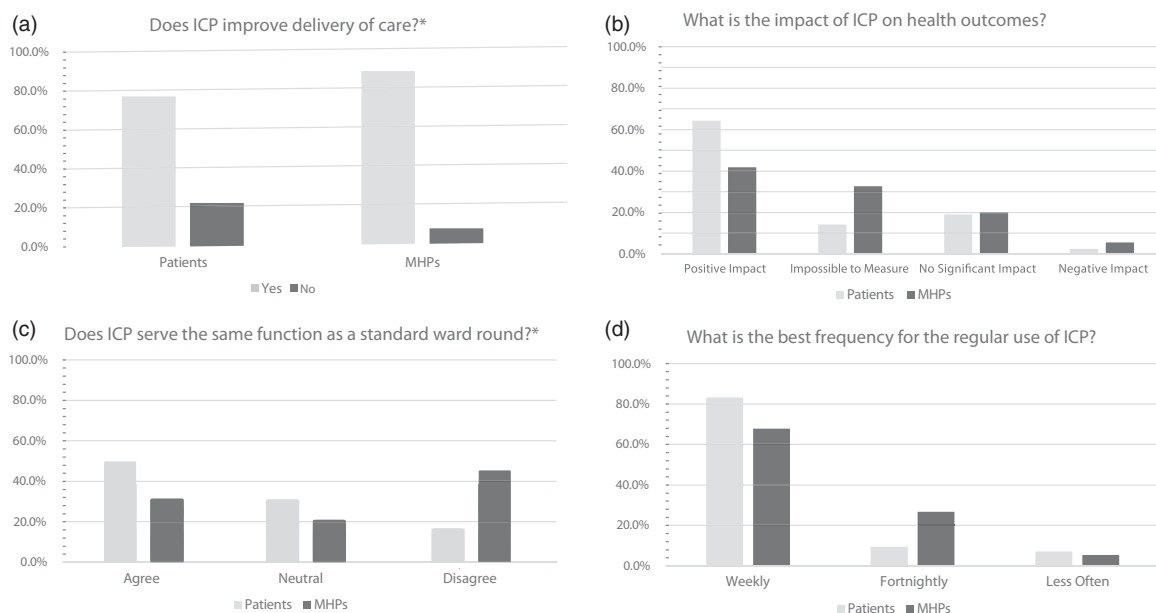 (a)
Does ICP improve delivery of care?*
100.0%
80.0%
60.0%
40.0%
20.0%
0.0%
Patients MHPs
Yes No
(b)
What is the impact of ICP on health outcomes?
100.0%
80.0%
60.0%
40.0%
20.0%
0.0%
Positive Impact Impossible to Measure No Significant Impact Negative Impact
Patients MHPs
(c)
Does ICP serve the same function as a standard ward round?*
100.0%
80.0%
60.0%
40.0%
20.0%
0.0%
Agree Neutral Disagree
Patients MHPs
(d)
What is the best frequency for the regular use of ICP?
100.0%
80.0%
60.0%
40.0%
20.0%
0.0%
Weekly Fortnightly Less Often
Patients MHPs